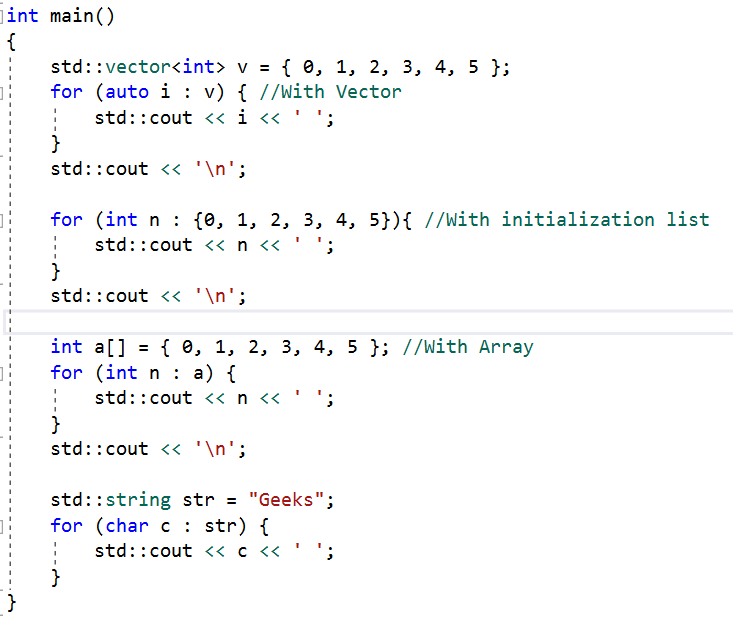 int main()
{
    std::vector<int> v = { 0, 1, 2, 3, 4, 5 };
    for (auto i : v) { //With Vector
        std::cout << i << ' ';
    }
    std::cout << '\n';

    for (int n : {0, 1, 2, 3, 4, 5}){ //With initialization list
        std::cout << n << ' ';
    }
    std::cout << '\n';

    int a[] = { 0, 1, 2, 3, 4, 5 }; //With Array
    for (int n : a) {
        std::cout << n << ' ';
    }
    std::cout << '\n';

    std::string str = "Geeks";
    for (char c : str) {
        std::cout << c << ' ';
    }
}